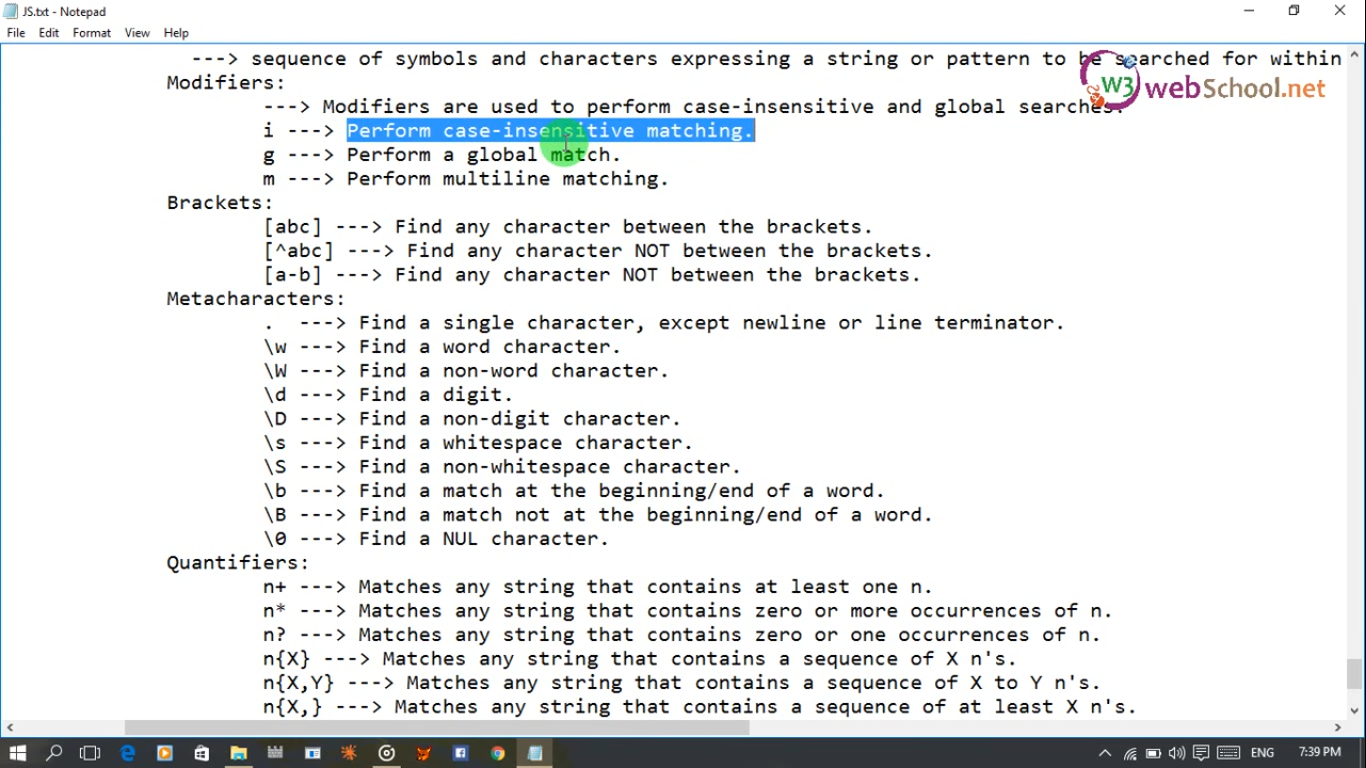 JS.txt - Notepad
File Edit Format View Help
---> sequence of symbols and characters expressing a string or pattern to be searched for within
Modifiers:
---> Modifiers are used to perform case-insensitive and global searches.
i ---> Perform case-insensitive matching.
g ---> Perform a global match.
m ---> Perform multiline matching.
Brackets:
[abc] ---> Find any character between the brackets.
[^abc] ---> Find any character NOT between the brackets.
[a-b] ---> Find any character NOT between the brackets.
Metacharacters:
. ---> Find a single character, except newline or line terminator.
\w ---> Find a word character.
\W ---> Find a non-word character.
\d ---> Find a digit.
\D ---> Find a non-digit character.
\s ---> Find a whitespace character.
\S ---> Find a non-whitespace character.
\b ---> Find a match at the beginning/end of a word.
\B ---> Find a match not at the beginning/end of a word.
\0 ---> Find a NUL character.
Quantifiers:
n+ ---> Matches any string that contains at least one n.
n* ---> Matches any string that contains zero or more occurrences of n.
n? ---> Matches any string that contains zero or one occurrences of n.
n{X} ---> Matches any string that contains a sequence of X n's.
n{X,Y} ---> Matches any string that contains a sequence of X to Y n's.
n{X,} ---> Matches any string that contains a sequence of at least X n's.
W3 webSchool.net
ENG 7:39 PM